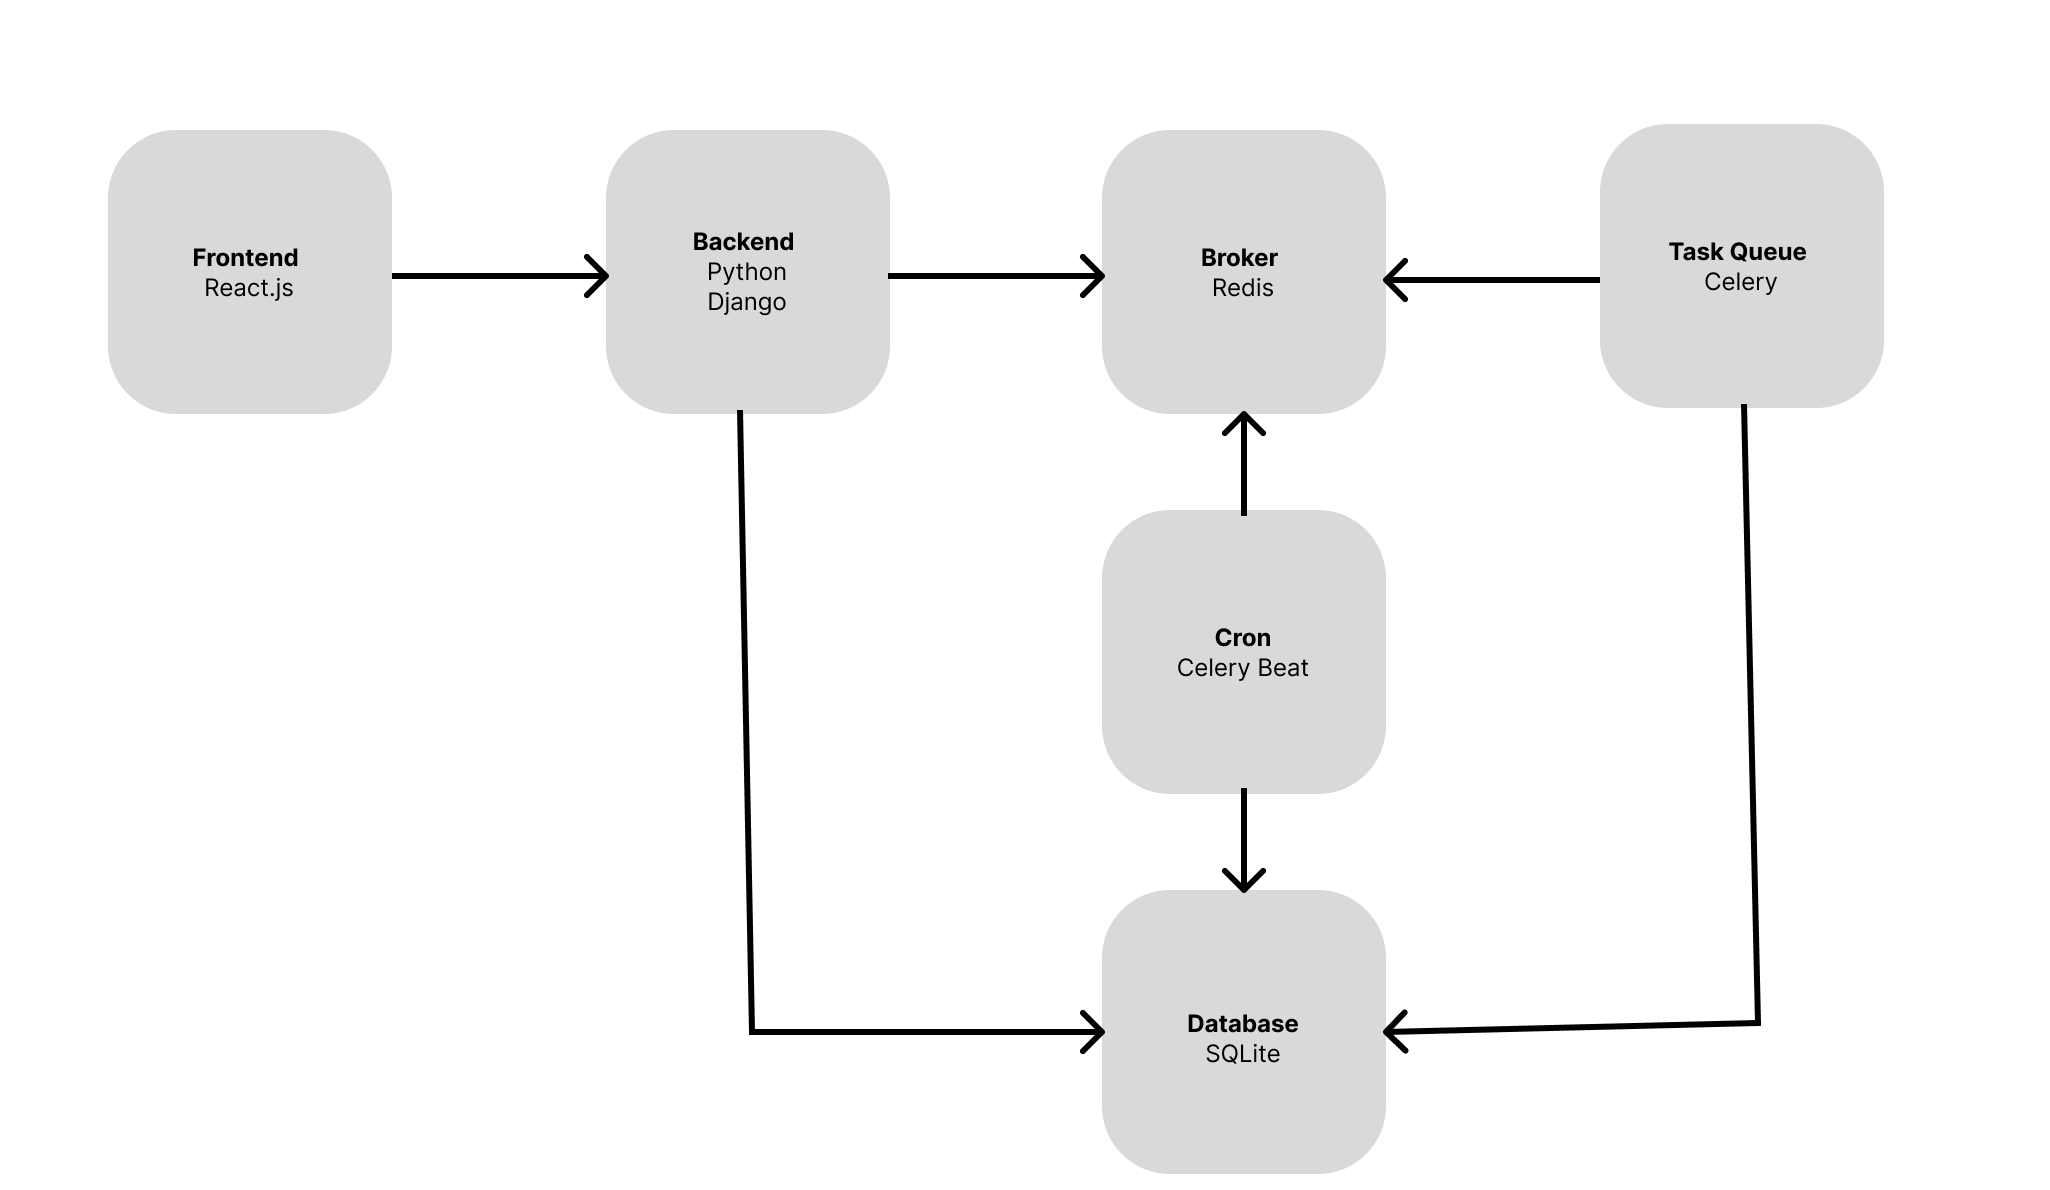 Frontend
React.js
Backend
Python
Django
Broker
Redis
Task Queue
Celery
Cron
Celery Beat
Database
SQLite